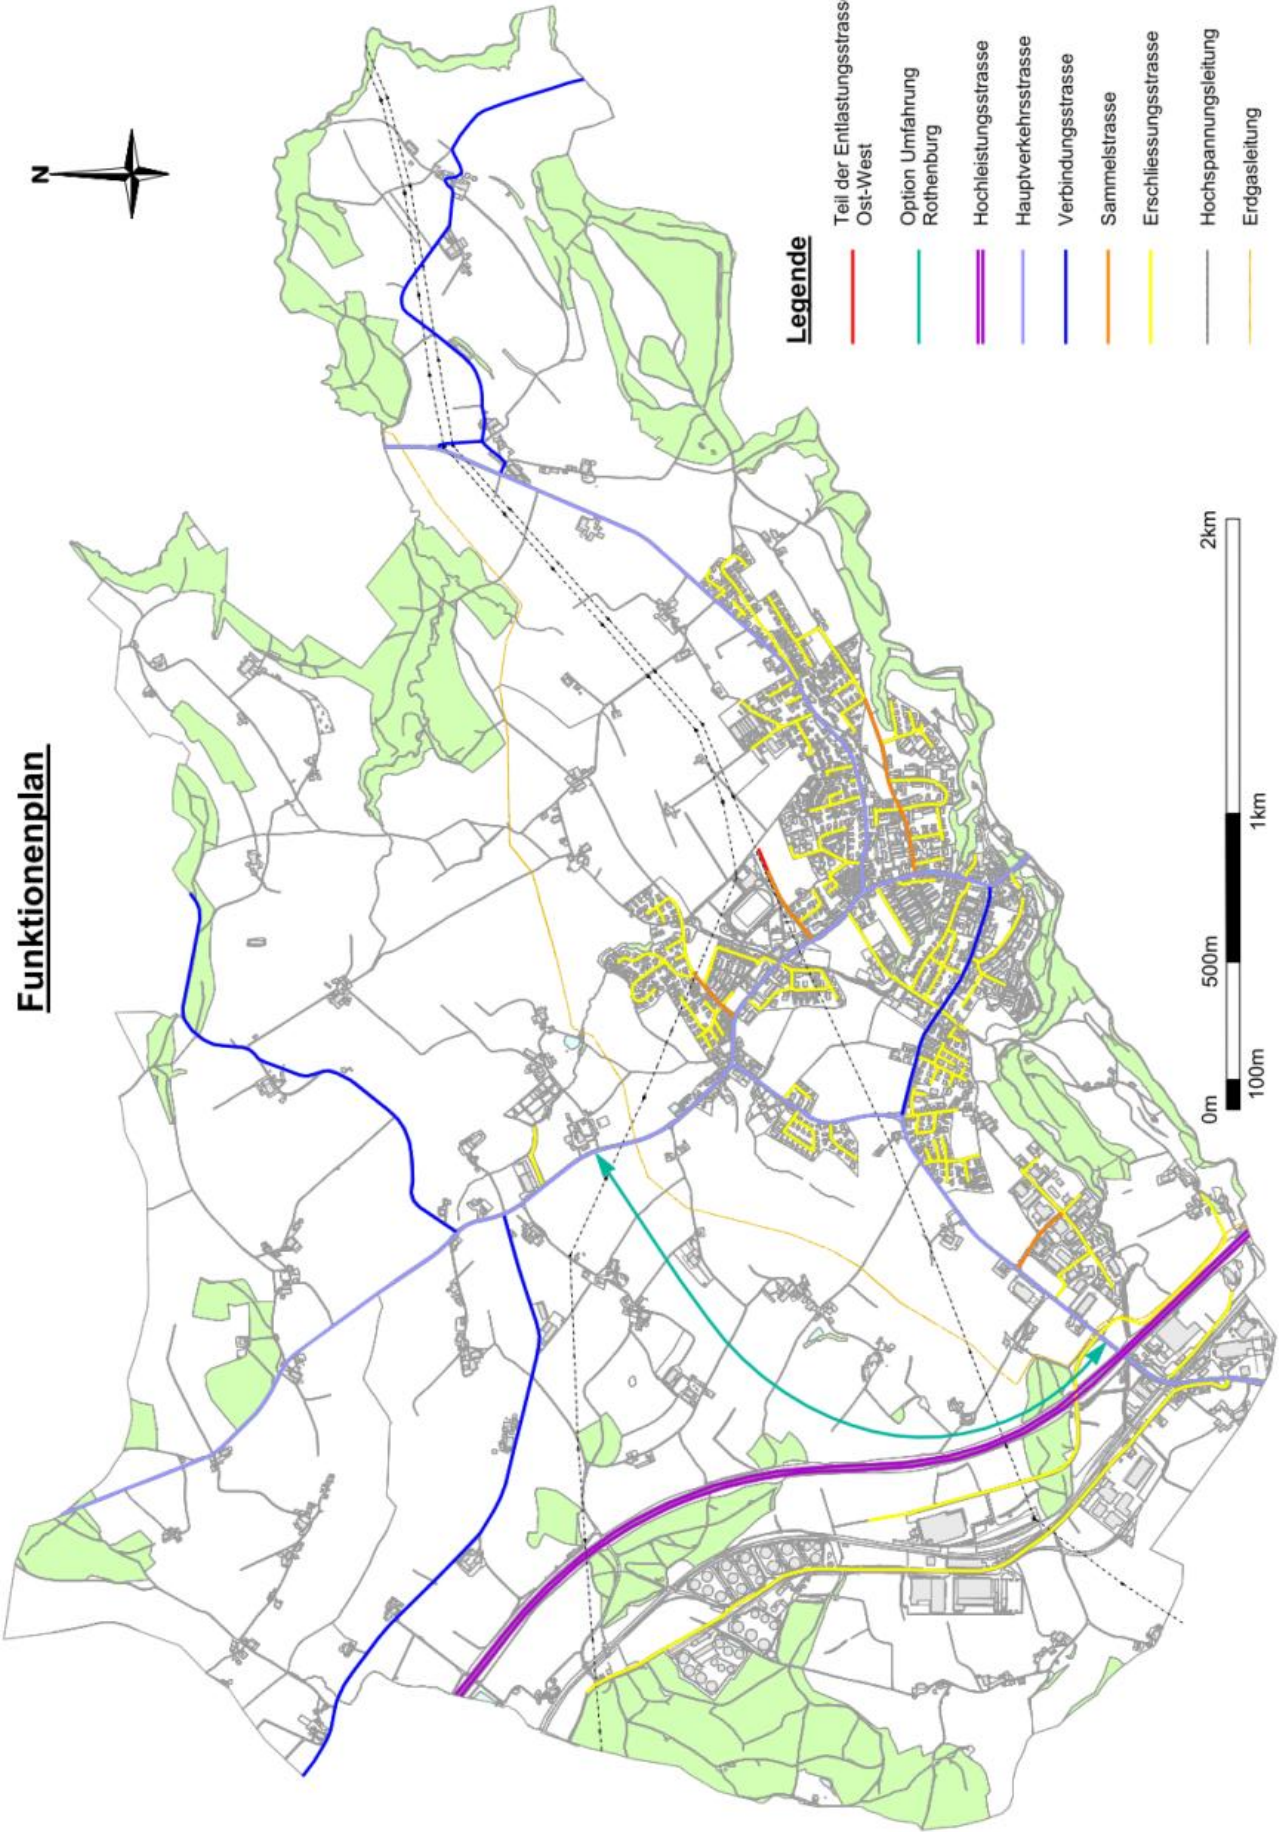 Funktionenplan
N
Legende
Teil der Entlastungsstrasse
Ost-West
Option Umfahrung
Rothenburg
Hochleistungsstrasse
Hauptverkehrsstrasse
Verbindungsstrasse
Sammelstrasse
Erschliessungsstrasse
Hochspannungsleitung
Erdgasleitung
0m
100m
500m
1km
2km